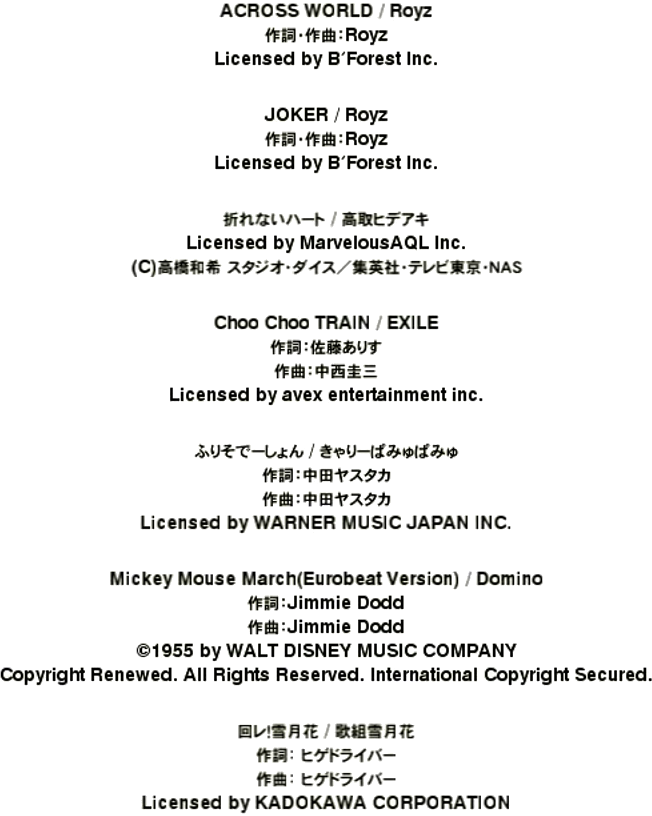 ACROSS WORLD / Royz
作詞・作曲：Royz
Licensed by B′Forest Inc.
JOKER / Royz
作詞・作曲：Royz
Licensed by B′Forest Inc.
折れないハート / 高取ヒデアキ
Licensed by MarvelousAQL Inc.
(C)高橋和希 スタジオ・ダイス／集英社・テレビ東京・NAS
Choo Choo TRAIN / EXILE
作詞：佐藤ありす
作曲：中西圭三
Licensed by avex entertainment inc.
ふりそでーしょん / きゃりーぱみゅぱみゅ
作詞：中田ヤスタカ
作曲：中田ヤスタカ
Licensed by WARNER MUSIC JAPAN INC.
Mickey Mouse March(Eurobeat Version) / Domino
作詞：Jimmie Dodd
作曲：Jimmie Dodd
©1955 by WALT DISNEY MUSIC COMPANY
Copyright Renewed. All Rights Reserved. International Copyright Secured.
回レ!雪月花 / 歌組雪月花
作詞： ヒゲドライバー
作曲： ヒゲドライバー
Licensed by KADOKAWA CORPORATION